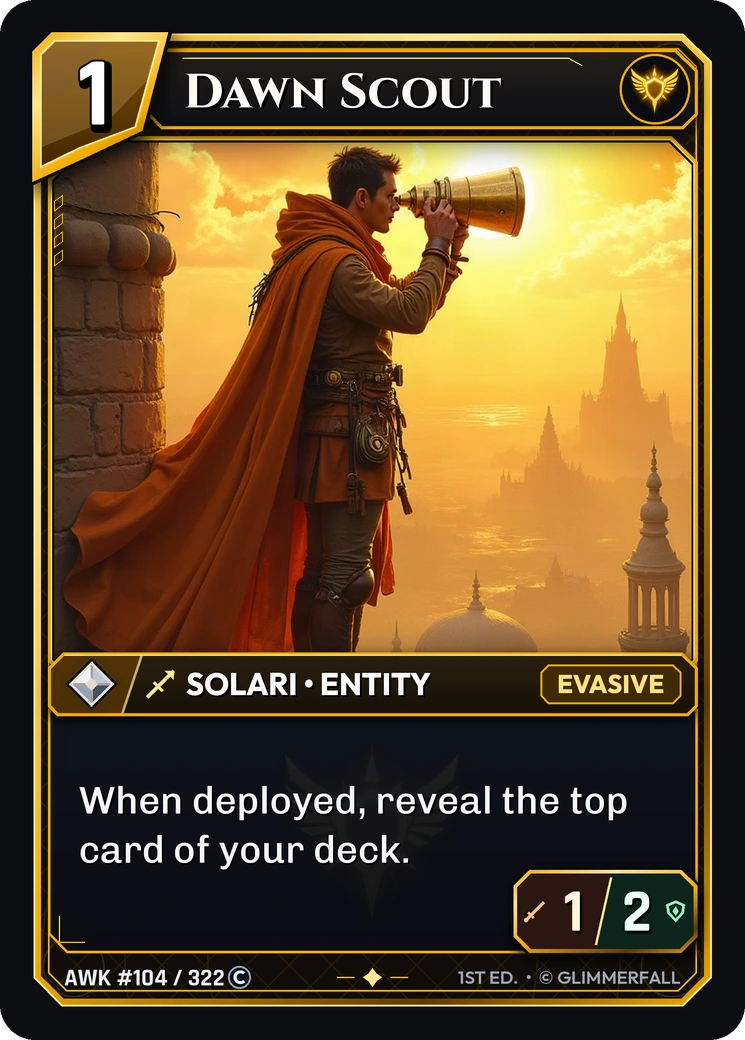 1
DAWN SCOUT
SOLARI • ENTITY
EVASIVE
When deployed, reveal the top
card of your deck.
1 / 2
AWK #104 / 322 Ⓒ
1ST ED. • © GLIMMERFALL